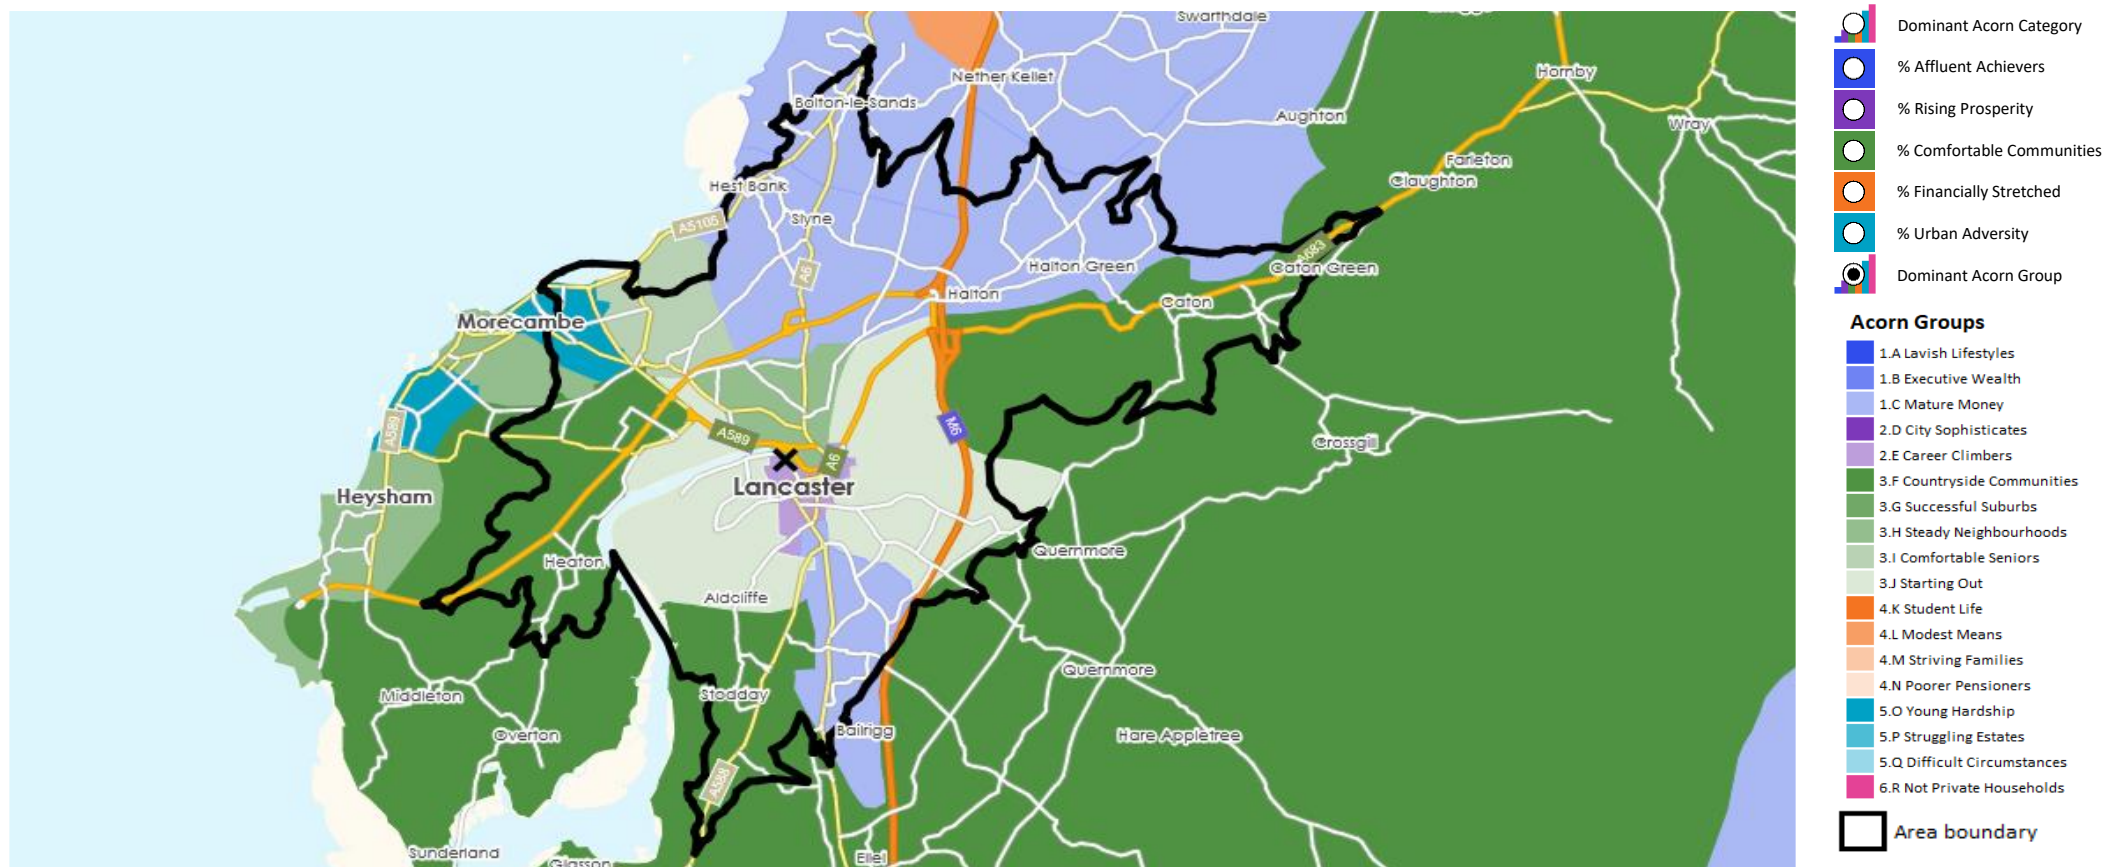 Swarthdale
Nether Kellet
Bolton-le-Sands
Hornby
Aughton
Wray
Farleton
Claughton
Hest Bank
Slyne
A5105
A6
Halton Green
A683
Caton Green
Halton
Caton
Morecambe
A589
M6
A589
A6
Crossgill
Lancaster
Heysham
Quernmore
Heaton
Aldcliffe
Quernmore
Middleton
Stodday
Overton
Bailrigg
Hare Appletree
A588
Sunderland
Glasson
Ellel
Dominant Acorn Category
% Affluent Achievers
% Rising Prosperity
% Comfortable Communities
% Financially Stretched
% Urban Adversity
Dominant Acorn Group
Acorn Groups
1.A Lavish Lifestyles
1.B Executive Wealth
1.C Mature Money
2.D City Sophisticates
2.E Career Climbers
3.F Countryside Communities
3.G Successful Suburbs
3.H Steady Neighbourhoods
3.I Comfortable Seniors
3.J Starting Out
4.K Student Life
4.L Modest Means
4.M Striving Families
4.N Poorer Pensioners
5.O Young Hardship
5.P Struggling Estates
5.Q Difficult Circumstances
6.R Not Private Households
Area boundary